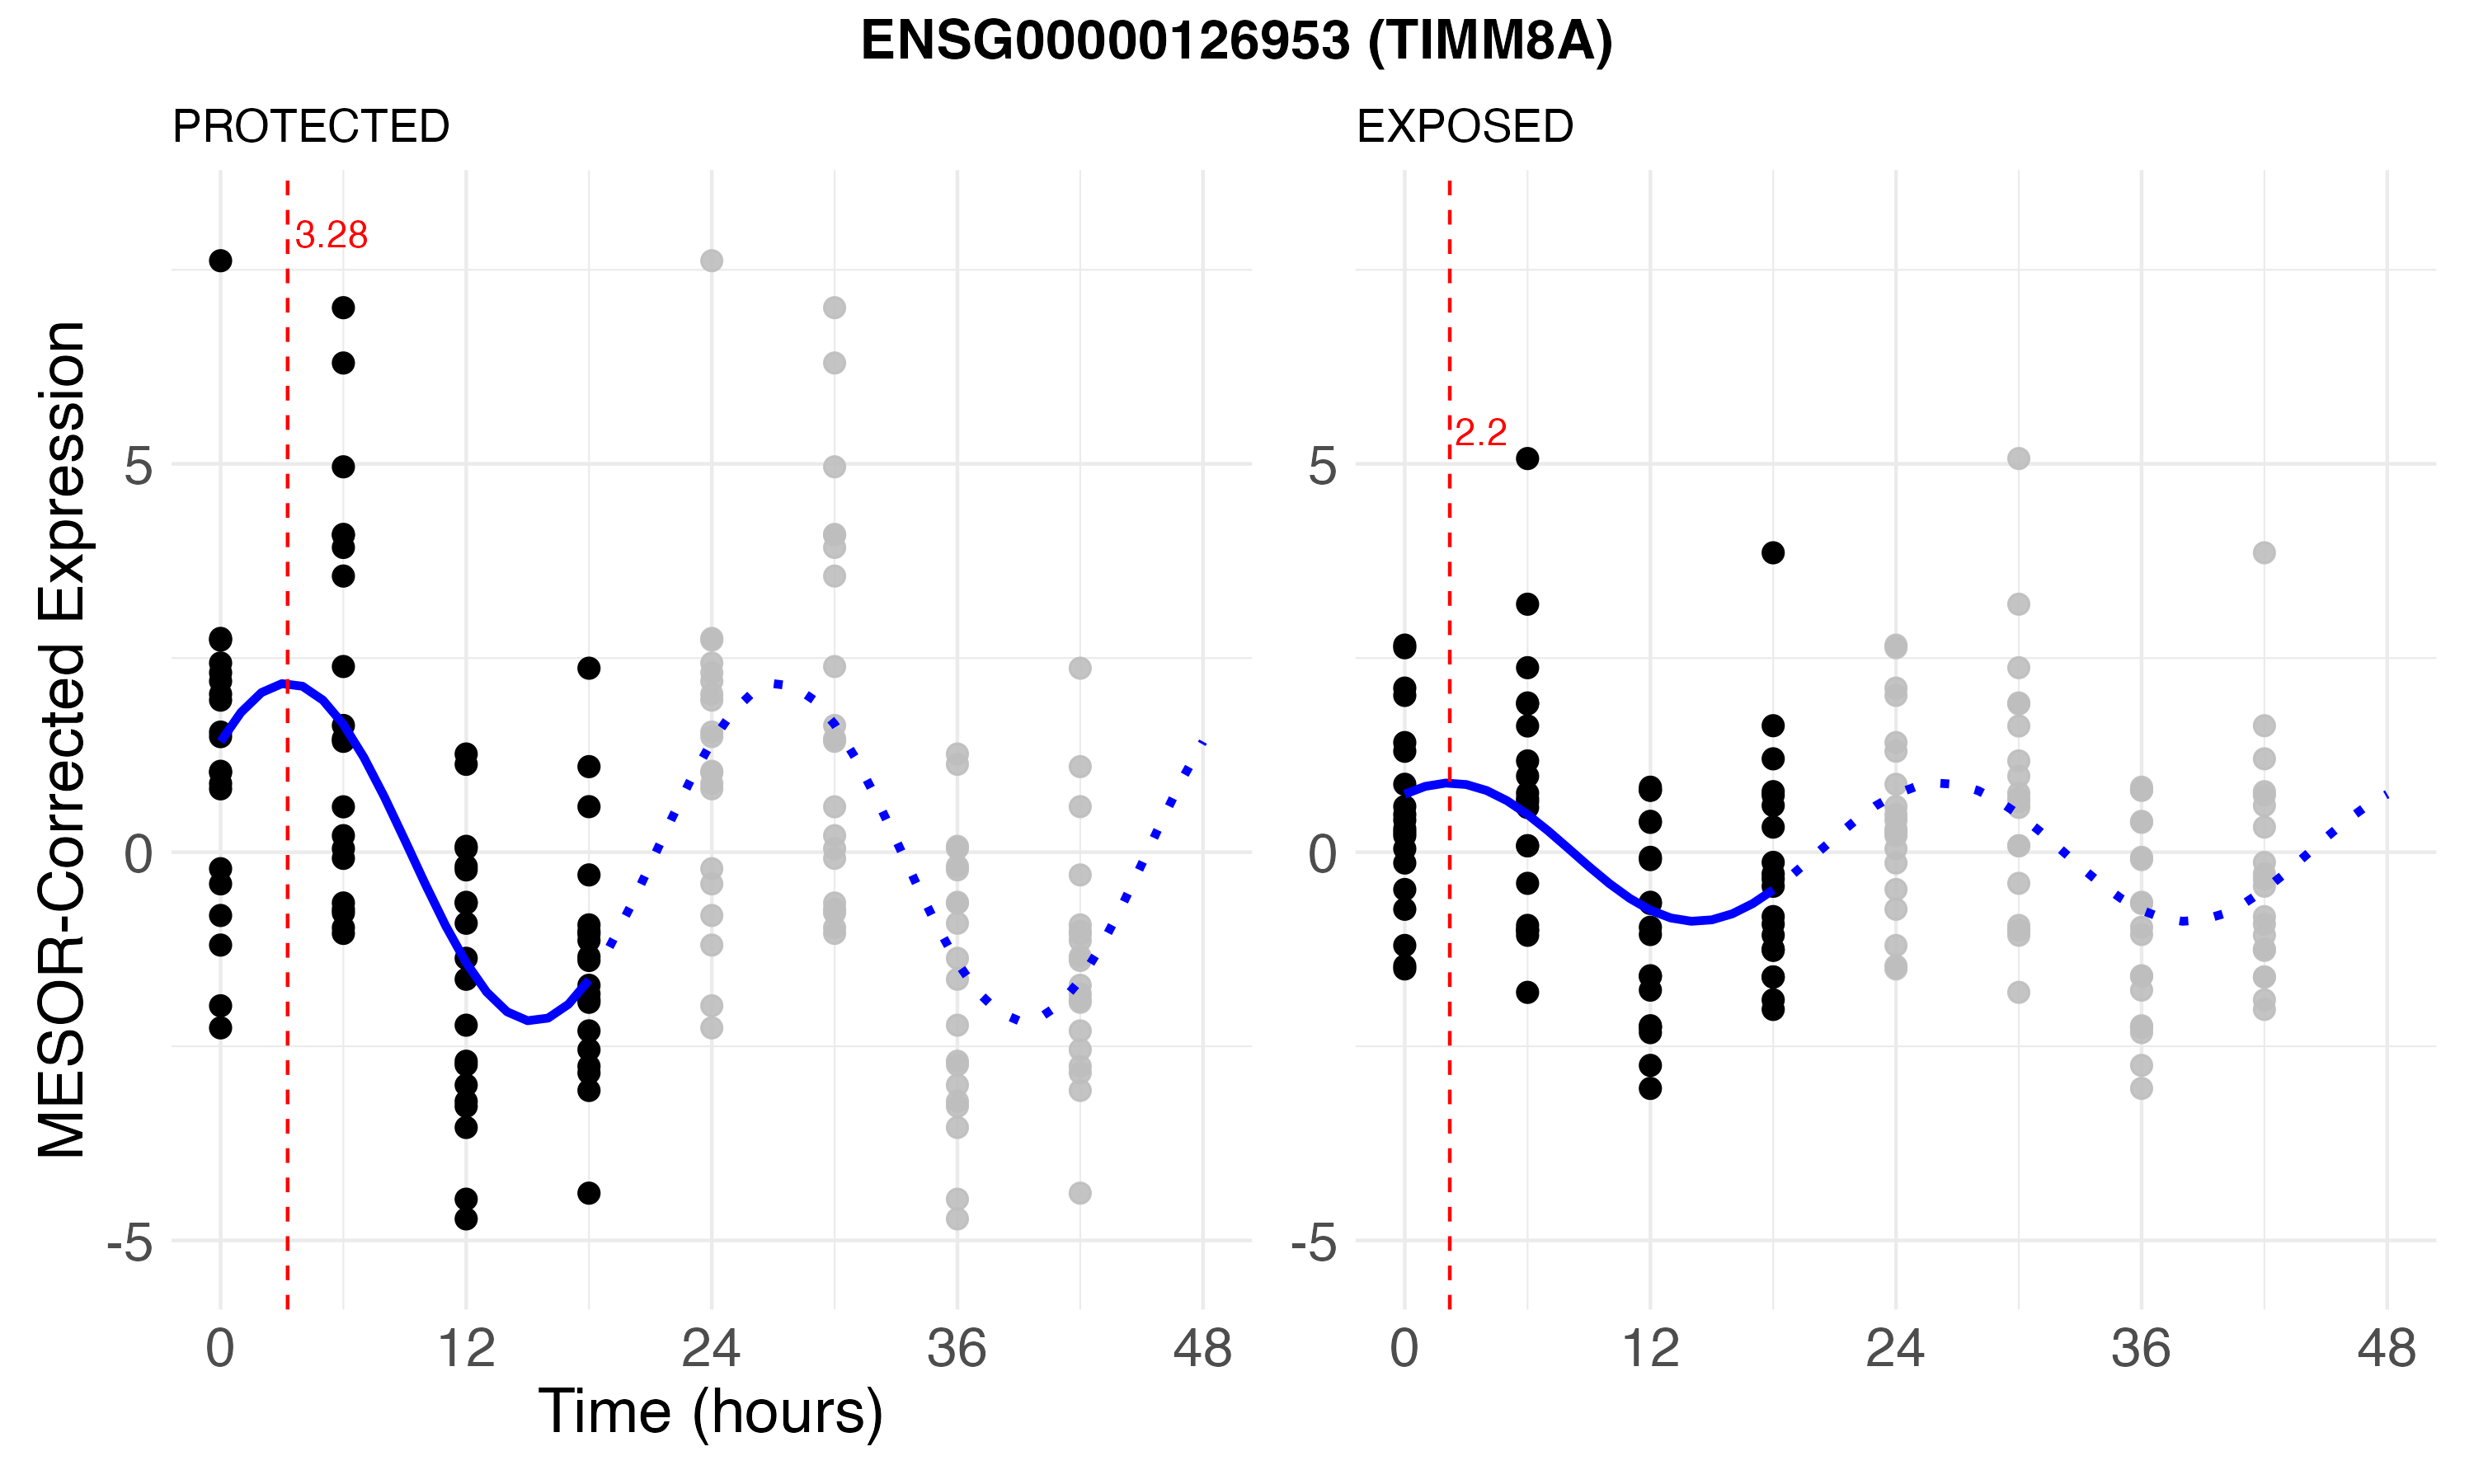 ENSG00000126953 (TIMM8A)
PROTECTED
EXPOSED
MESOR-Corrected Expression
3.28
5
0
-5
0 12 24 36 48
2.2
5
0
-5
0 12 24 36 48
Time (hours)